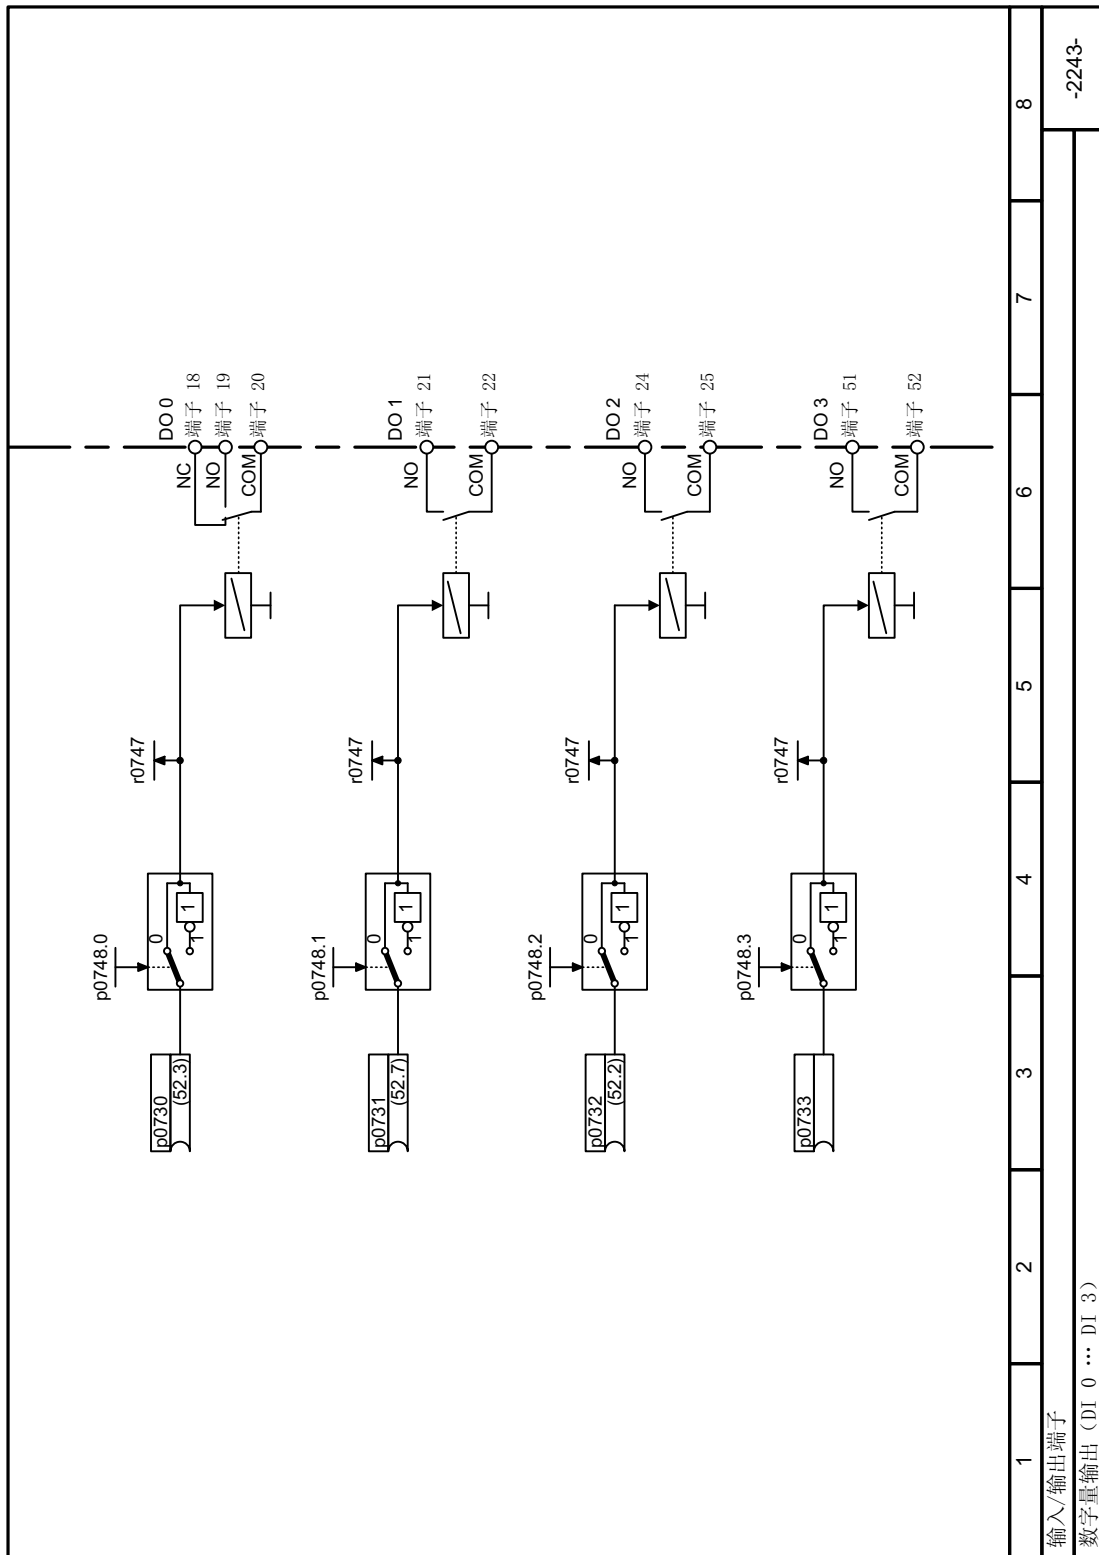 p0730
(52.3)
p0748.0
0
1
1
r0747
NC
NO
COM
DO 0
端子 18
端子 19
端子 20
p0731
(52.7)
p0748.1
0
1
1
r0747
NO
COM
DO 1
端子 21
端子 22
p0732
(52.2)
p0748.2
0
1
1
r0747
NO
COM
DO 2
端子 24
端子 25
p0733
p0748.3
0
1
1
r0747
NO
COM
DO 3
端子 51
端子 52
1 2 3 4 5 6 7 8
输入/输出端子
数字量输出（DI 0 … DI 3）
-2243-